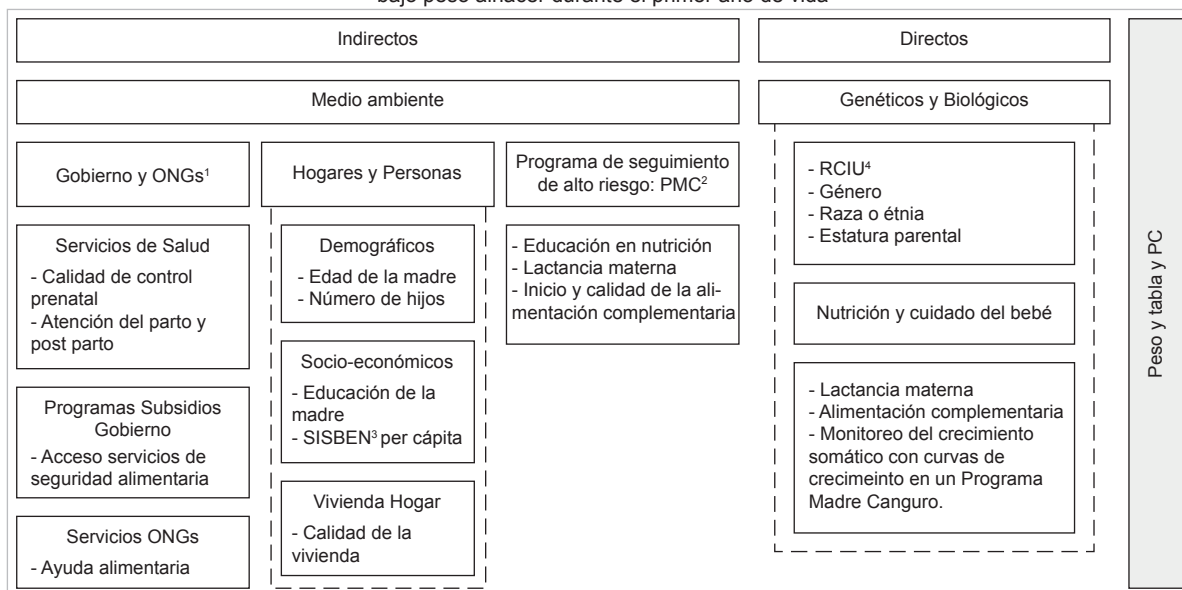 bajo peso alnacer durante el primer año de vida
Indirectos
Directos
Medio ambiente
Genéticos y Biológicos
Gobierno y ONGs¹
Hogares y Personas
Programa de seguimiento
de alto riesgo: PMC²
Servicios de Salud
- Calidad de control
prenatal
- Atención del parto y
post parto
Programas Subsidios
Gobierno
- Acceso servicios de
seguridad alimentaria
Servicios ONGs
- Ayuda alimentaria
Demográficos
- Edad de la madre
- Número de hijos
Socio-económicos
- Educación de la
madre
- SISBEN³ per cápita
Vivienda Hogar
- Calidad de la
vivienda
- Educación en nutrición
- Lactancia materna
- Inicio y calidad de la ali-
mentación complementaria
- RCIU⁴
- Género
- Raza o étnia
- Estatura parental
Nutrición y cuidado del bebé
- Lactancia materna
- Alimentación complementaria
- Monitoreo del crecimiento
somático con curvas de
crecimeinto en un Programa
Madre Canguro.
Peso y tabla y PC